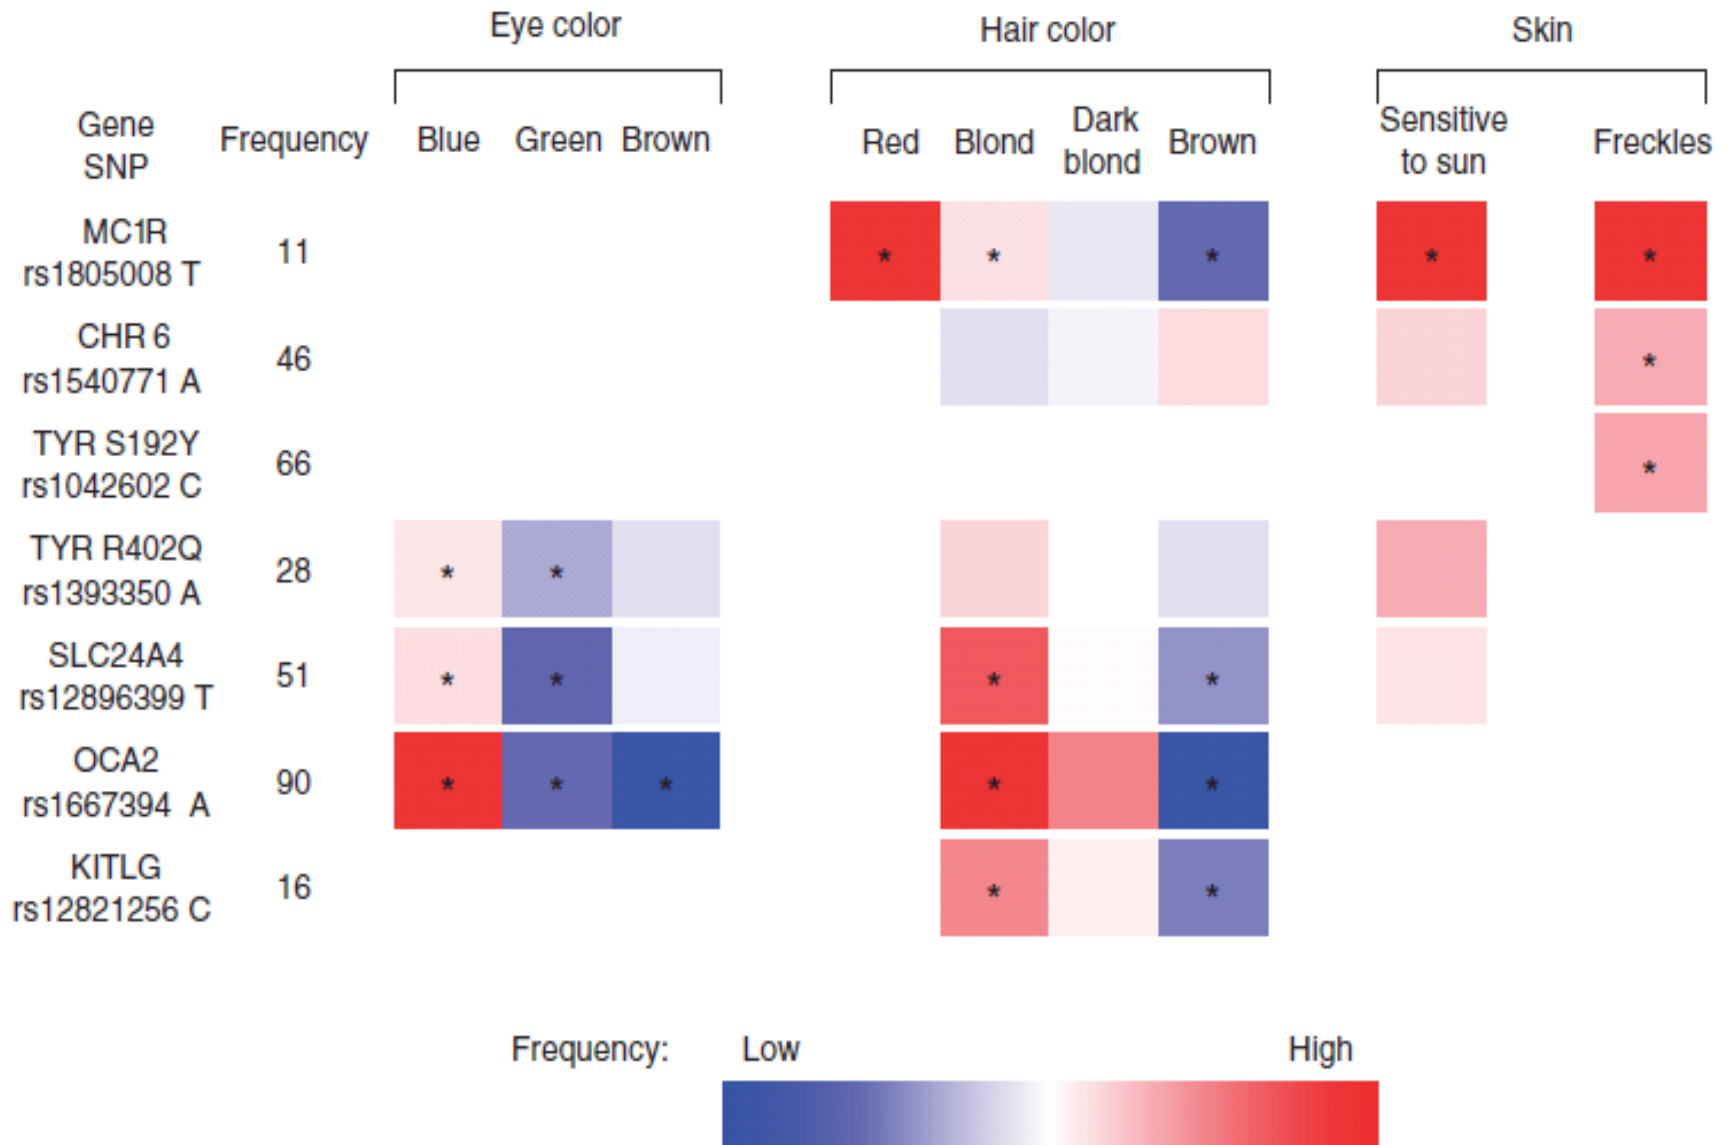 Eye color
Hair color
Skin
Gene
SNP
Frequency
Blue
Green
Brown
Red
Blond
Dark
blond
Brown
Sensitive
to sun
Freckles
MC1R
rs1805008 T
11
*
*
*
*
*
CHR 6
rs1540771 A
46
*
TYR S192Y
rs1042602 C
66
*
TYR R402Q
rs1393350 A
28
*
*
SLC24A4
rs12896399 T
51
*
*
*
*
OCA2
rs1667394 A
90
*
*
*
*
*
KITLG
rs12821256 C
16
*
*
Frequency:
Low
High